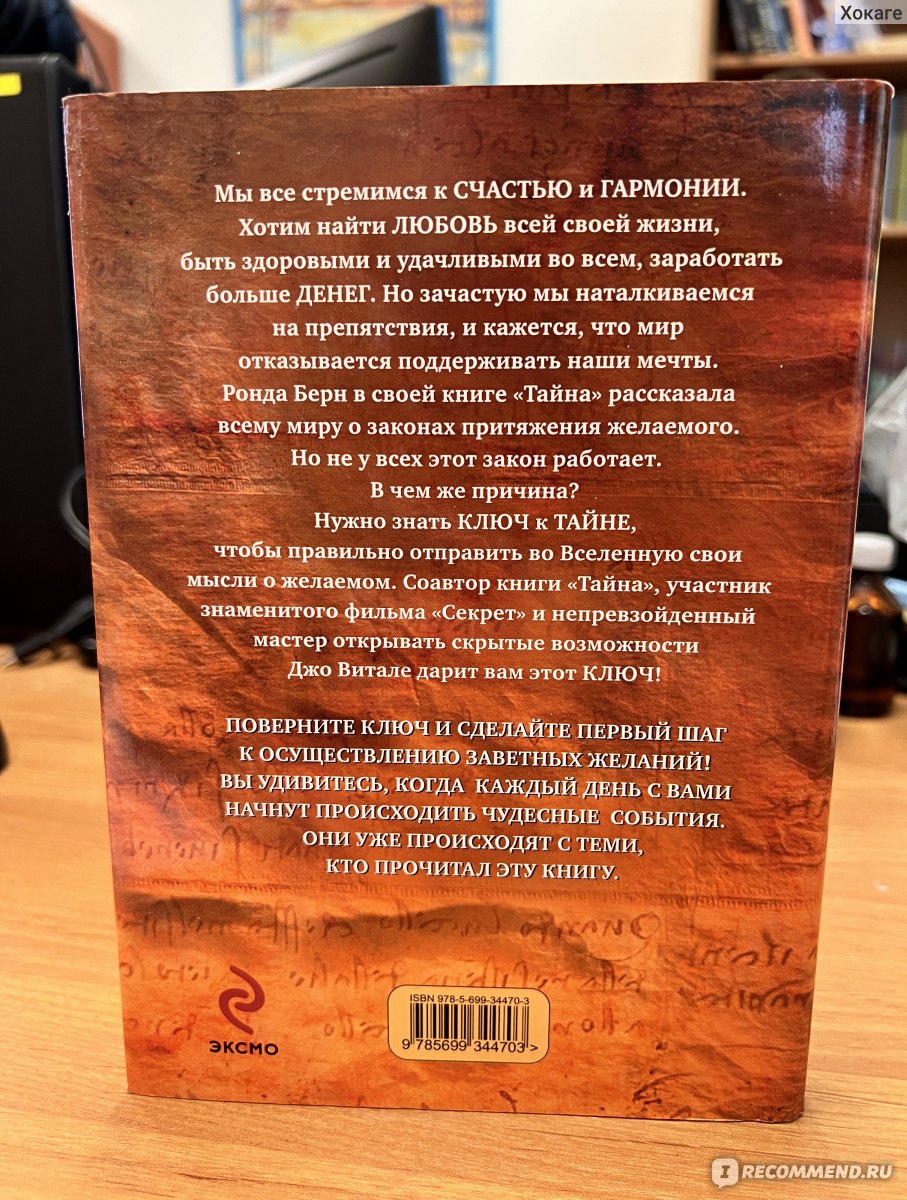 Хокаге
Мы все стремимся к СЧАСТЬЮ и ГАРМОНИИ.
Хотим найти ЛЮБОВЬ всей своей жизни,
быть здоровыми и удачливыми во всем, заработать
больше ДЕНЕГ. Но зачастую мы наталкиваемся
на препятствия, и кажется, что мир
отказывается поддерживать наши мечты.
Ронда Берн в своей книге «Тайна» рассказала
всему миру о законах притяжения желаемого.
Но не у всех этот закон работает.
В чем же причина?
Нужно знать КЛЮЧ к ТАЙНЕ,
чтобы правильно отправить во Вселенную свои
мысли о желаемом. Соавтор книги «Тайна», участник
знаменитого фильма «Секрет» и непревзойденный
мастер открывать скрытые возможности
Джо Витале дарит вам этот КЛЮЧ!
ПОВЕРНИТЕ КЛЮЧ И СДЕЛАЙТЕ ПЕРВЫЙ ШАГ
К ОСУЩЕСТВЛЕНИЮ ЗАВЕТНЫХ ЖЕЛАНИЙ!
ВЫ УДИВИТЕСЬ, КОГДА КАЖДЫЙ ДЕНЬ С ВАМИ
НАЧНУТ ПРОИСХОДИТЬ ЧУДЕСНЫЕ СОБЫТИЯ.
ОНИ УЖЕ ПРОИСХОДЯТ С ТЕМИ,
КТО ПРОЧИТАЛ ЭТУ КНИГУ.
ISBN 978-5-699-34470-3
9 785699 344703>
ЭКСМО
IRECOMMEND.RU